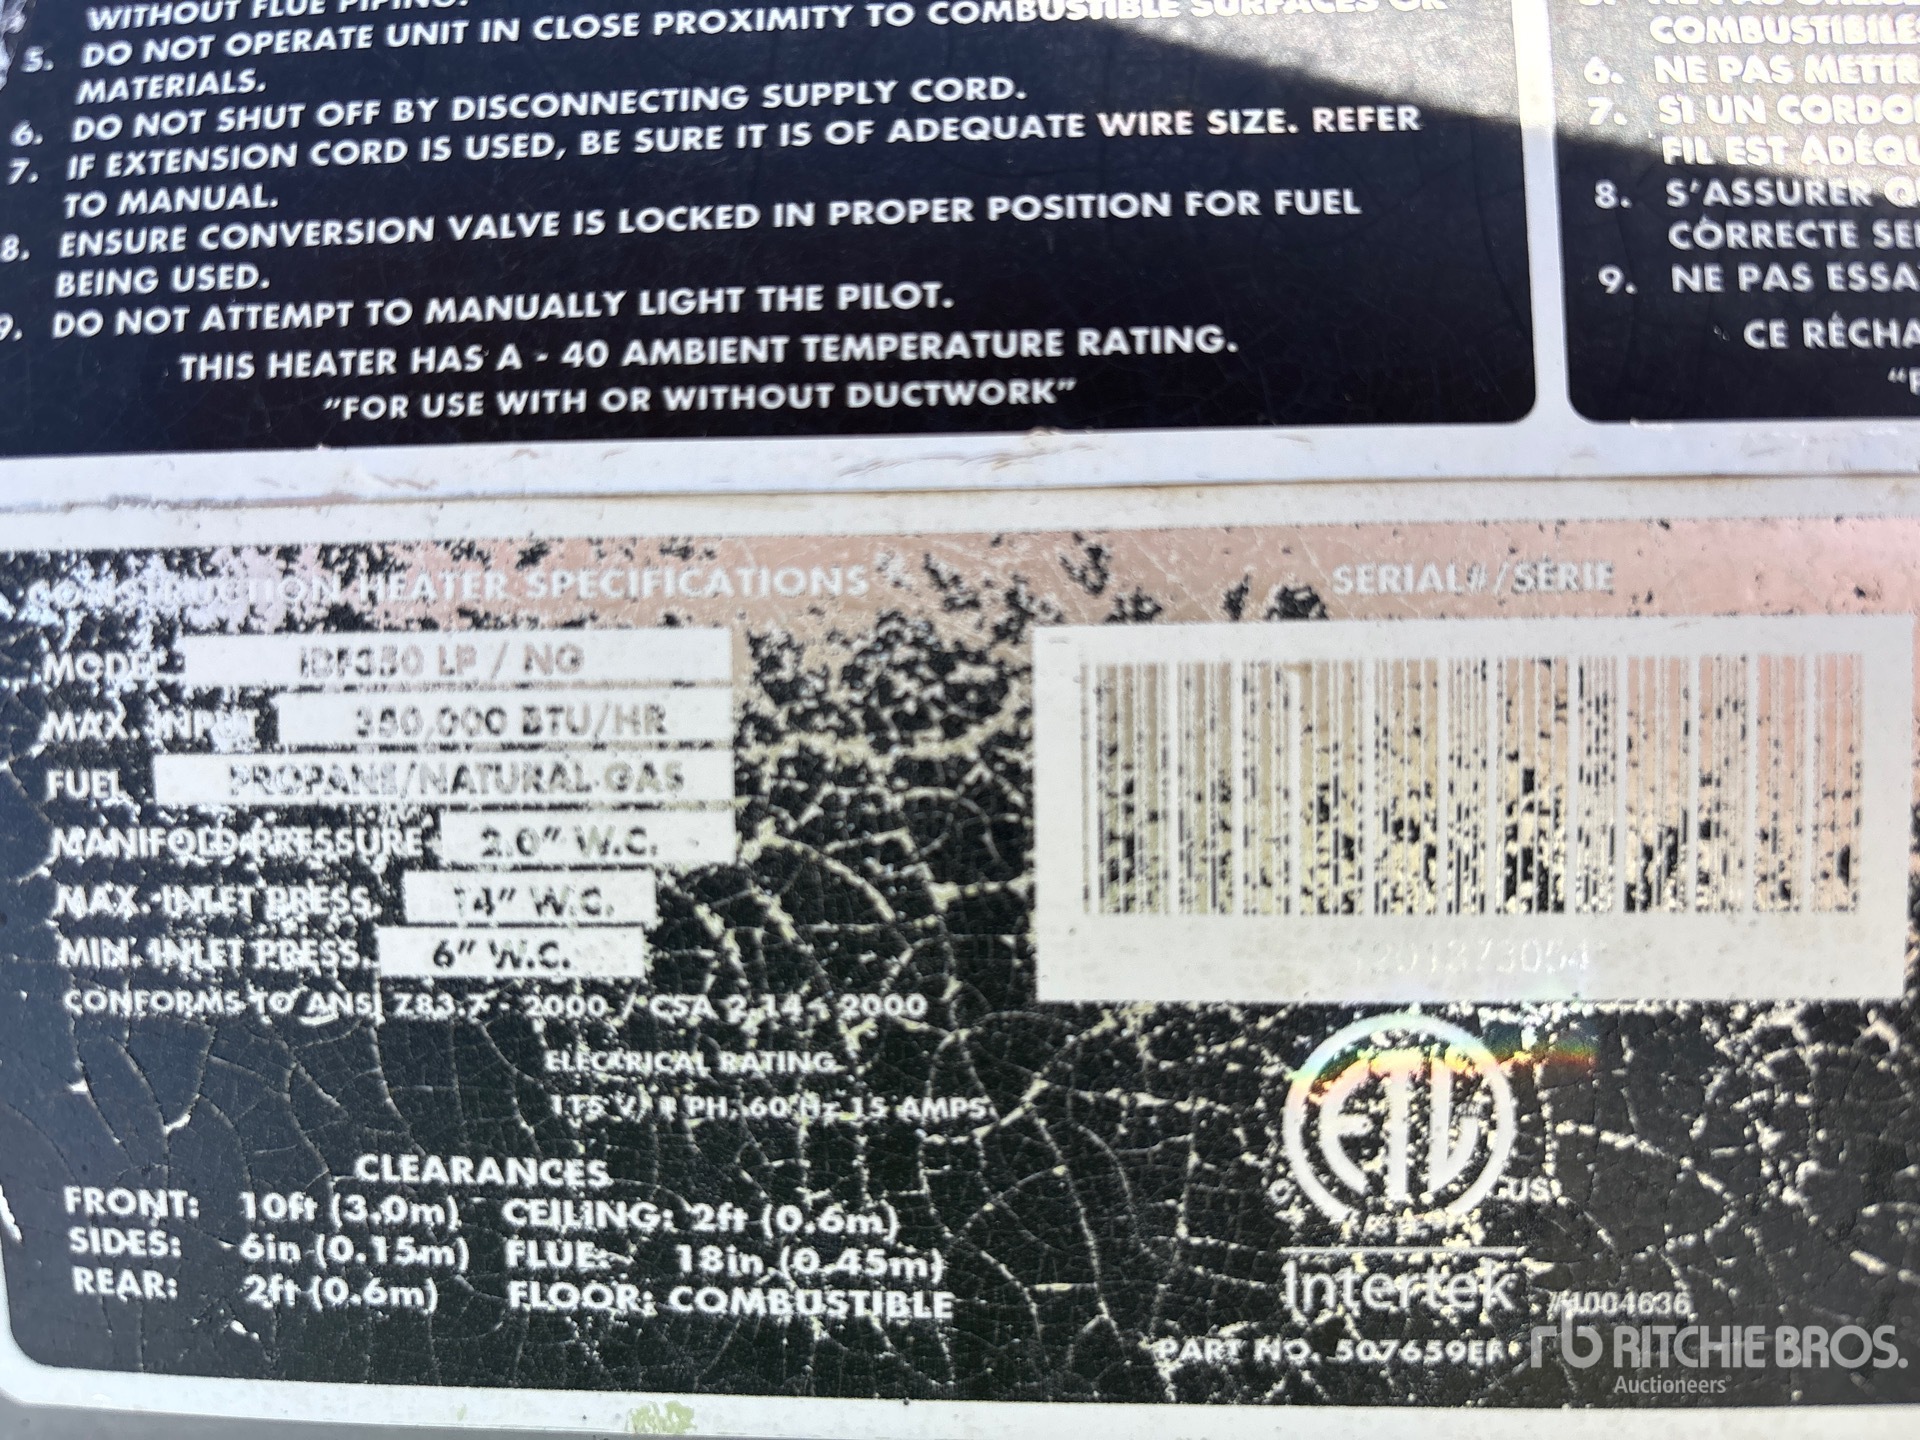 WITHOUT FLUE PIPING.
5. DO NOT OPERATE UNIT IN CLOSE PROXIMITY TO COMBUSTIBLE SURFACES OR
MATERIALS.
6. DO NOT SHUT OFF BY DISCONNECTING SUPPLY CORD.
7. IF EXTENSION CORD IS USED, BE SURE IT IS OF ADEQUATE WIRE SIZE. REFER
TO MANUAL.
8. ENSURE CONVERSION VALVE IS LOCKED IN PROPER POSITION FOR FUEL
BEING USED.
9. DO NOT ATTEMPT TO MANUALLY LIGHT THE PILOT.
THIS HEATER HAS A - 40 AMBIENT TEMPERATURE RATING.
"FOR USE WITH OR WITHOUT DUCTWORK"
COMBUSTIBILES
6. NE PAS METTR
7. SI UN CORDO
FIL EST ADÉQU
8. S'ASSURER
CORRECTE SE
9. NE PAS ESSA
CE RÉCHA
CONSTRUCTION HEATER SPECIFICATIONS
MODEL IDF350 LP / NG
MAX. INPUT 350,000 BTU/HR
FUEL PROPANE/NATURAL GAS
MANIFOLD PRESSURE 2.0" W.C.
MAX. INLET PRESS. 14" W.C.
MIN. INLET PRESS. 6" W.C.
CONFORMS TO ANSI Z83.7 - 2000 / CSA 2.14 - 2000
ELECTRICAL RATING
115 V/ 1 PH, 60 Hz 15 AMPS
CLEARANCES
FRONT: 10ft (3.0m) CEILING: 2ft (0.6m)
SIDES: 6in (0.15m) FLUE: 18in (0.45m)
REAR: 2ft (0.6m) FLOOR: COMBUSTIBLE
SERIAL#/SÉRIE
ETL
US
Intertek #4004636
PART NO. 507659ER
rb RITCHIE BROS.
Auctioneers